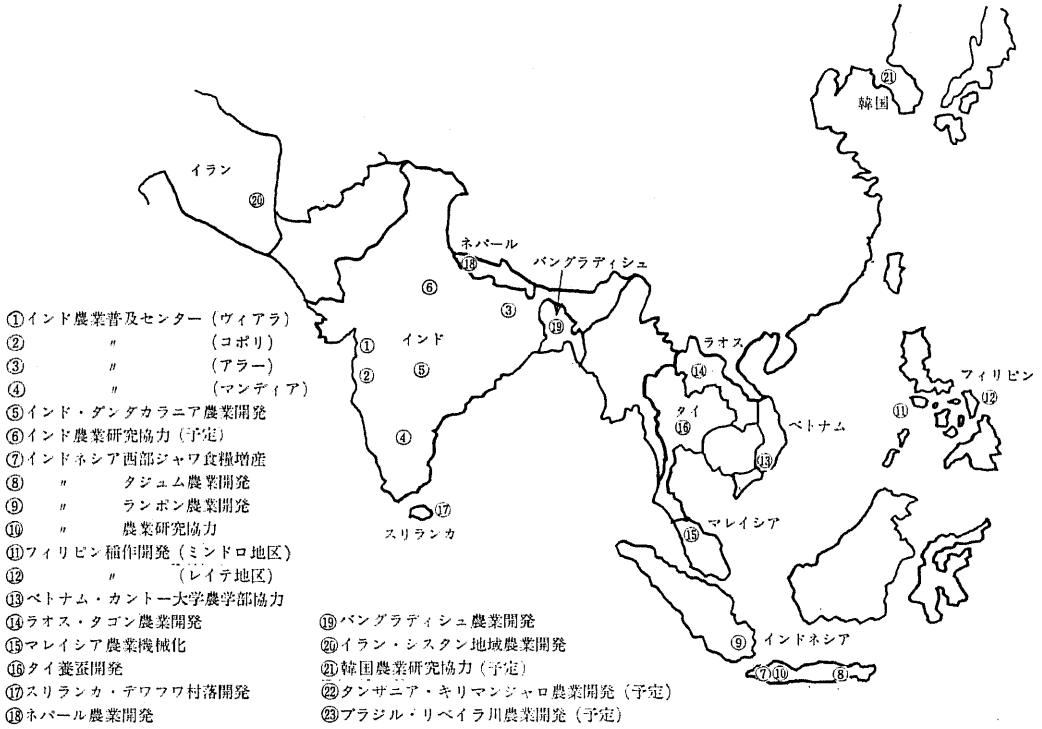 ㉑
韓国
イラン
⑳
ネパール
⑱
バングラディシュ
⑥
③
⑲
①
インド
②
⑤
④
ラオス
⑭
タイ
⑯
ベトナム
⑬
フィリピン
⑪
⑫
⑰
スリランカ
マレイシア
⑮
⑨
インドネシア
⑦⑩
⑧
①インド農業普及センター(ヴィアラ)
② 〃 (コポリ)
③ 〃 (アラー)
④ 〃 (マンディア)
⑤インド・ダンダカラニア農業開発
⑥インド農業研究協力(予定)
⑦インドネシア西部ジャワ食糧増産
⑧ 〃 タジュム農業開発
⑨ 〃 ランポン農業開発
⑩ 〃 農業研究協力
⑪フィリピン稲作開発(ミンドロ地区)
⑫ 〃 (レイテ地区)
⑬ベトナム・カントー大学農学部協力
⑭ラオス・タゴン農業開発
⑮マレイシア農業機械化
⑯タイ養蚕開発
⑰スリランカ・デワフワ村落開発
⑱ネパール農業開発
⑲バングラディシュ農業開発
⑳イラン・シスタン地域農業開発
㉑韓国農業研究協力(予定)
㉒タンザニア・キリマンジャロ農業開発(予定)
㉓ブラジル・リベイラ川農業開発(予定)